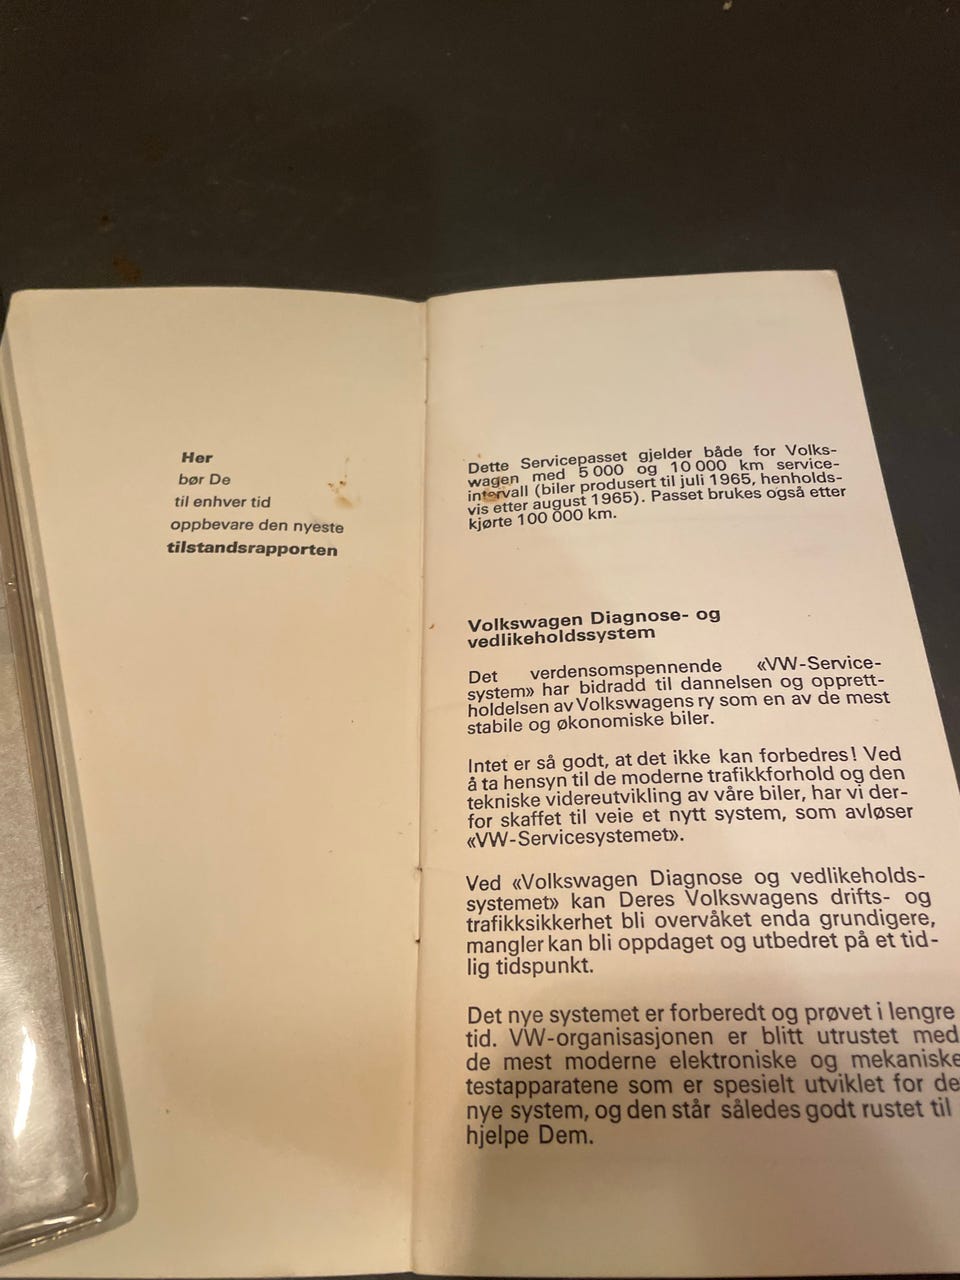 Her
bør De
til enhver tid
oppbevare den nyeste
tilstandsrapporten
Dette Servicepasset gjelder både for Volks-
wagen med 5 000 og 10 000 km service-
intervall (biler produsert til juli 1965, henholds-
vis etter august 1965). Passet brukes også etter
kjørte 100 000 km.
Volkswagen Diagnose- og
vedlikeholdssystem
Det verdensomspennende «VW-Service-
system» har bidradd til dannelsen og opprett-
holdelsen av Volkswagens ry som en av de mest
stabile og økonomiske biler.
Intet er så godt, at det ikke kan forbedres! Ved
å ta hensyn til de moderne trafikkforhold og den
tekniske videreutvikling av våre biler, har vi der-
for skaffet til veie et nytt system, som avløser
«VW-Servicesystemet».
Ved «Volkswagen Diagnose og vedlikeholds-
systemet» kan Deres Volkswagens drifts- og
trafikksikkerhet bli overvåket enda grundigere,
mangler kan bli oppdaget og utbedret på et tid-
lig tidspunkt.
Det nye systemet er forberedt og prøvet i lengre
tid. VW-organisasjonen er blitt utrustet med
de mest moderne elektroniske og mekaniske
testapparatene som er spesielt utviklet for de
nye system, og den står således godt rustet til
hjelpe Dem.